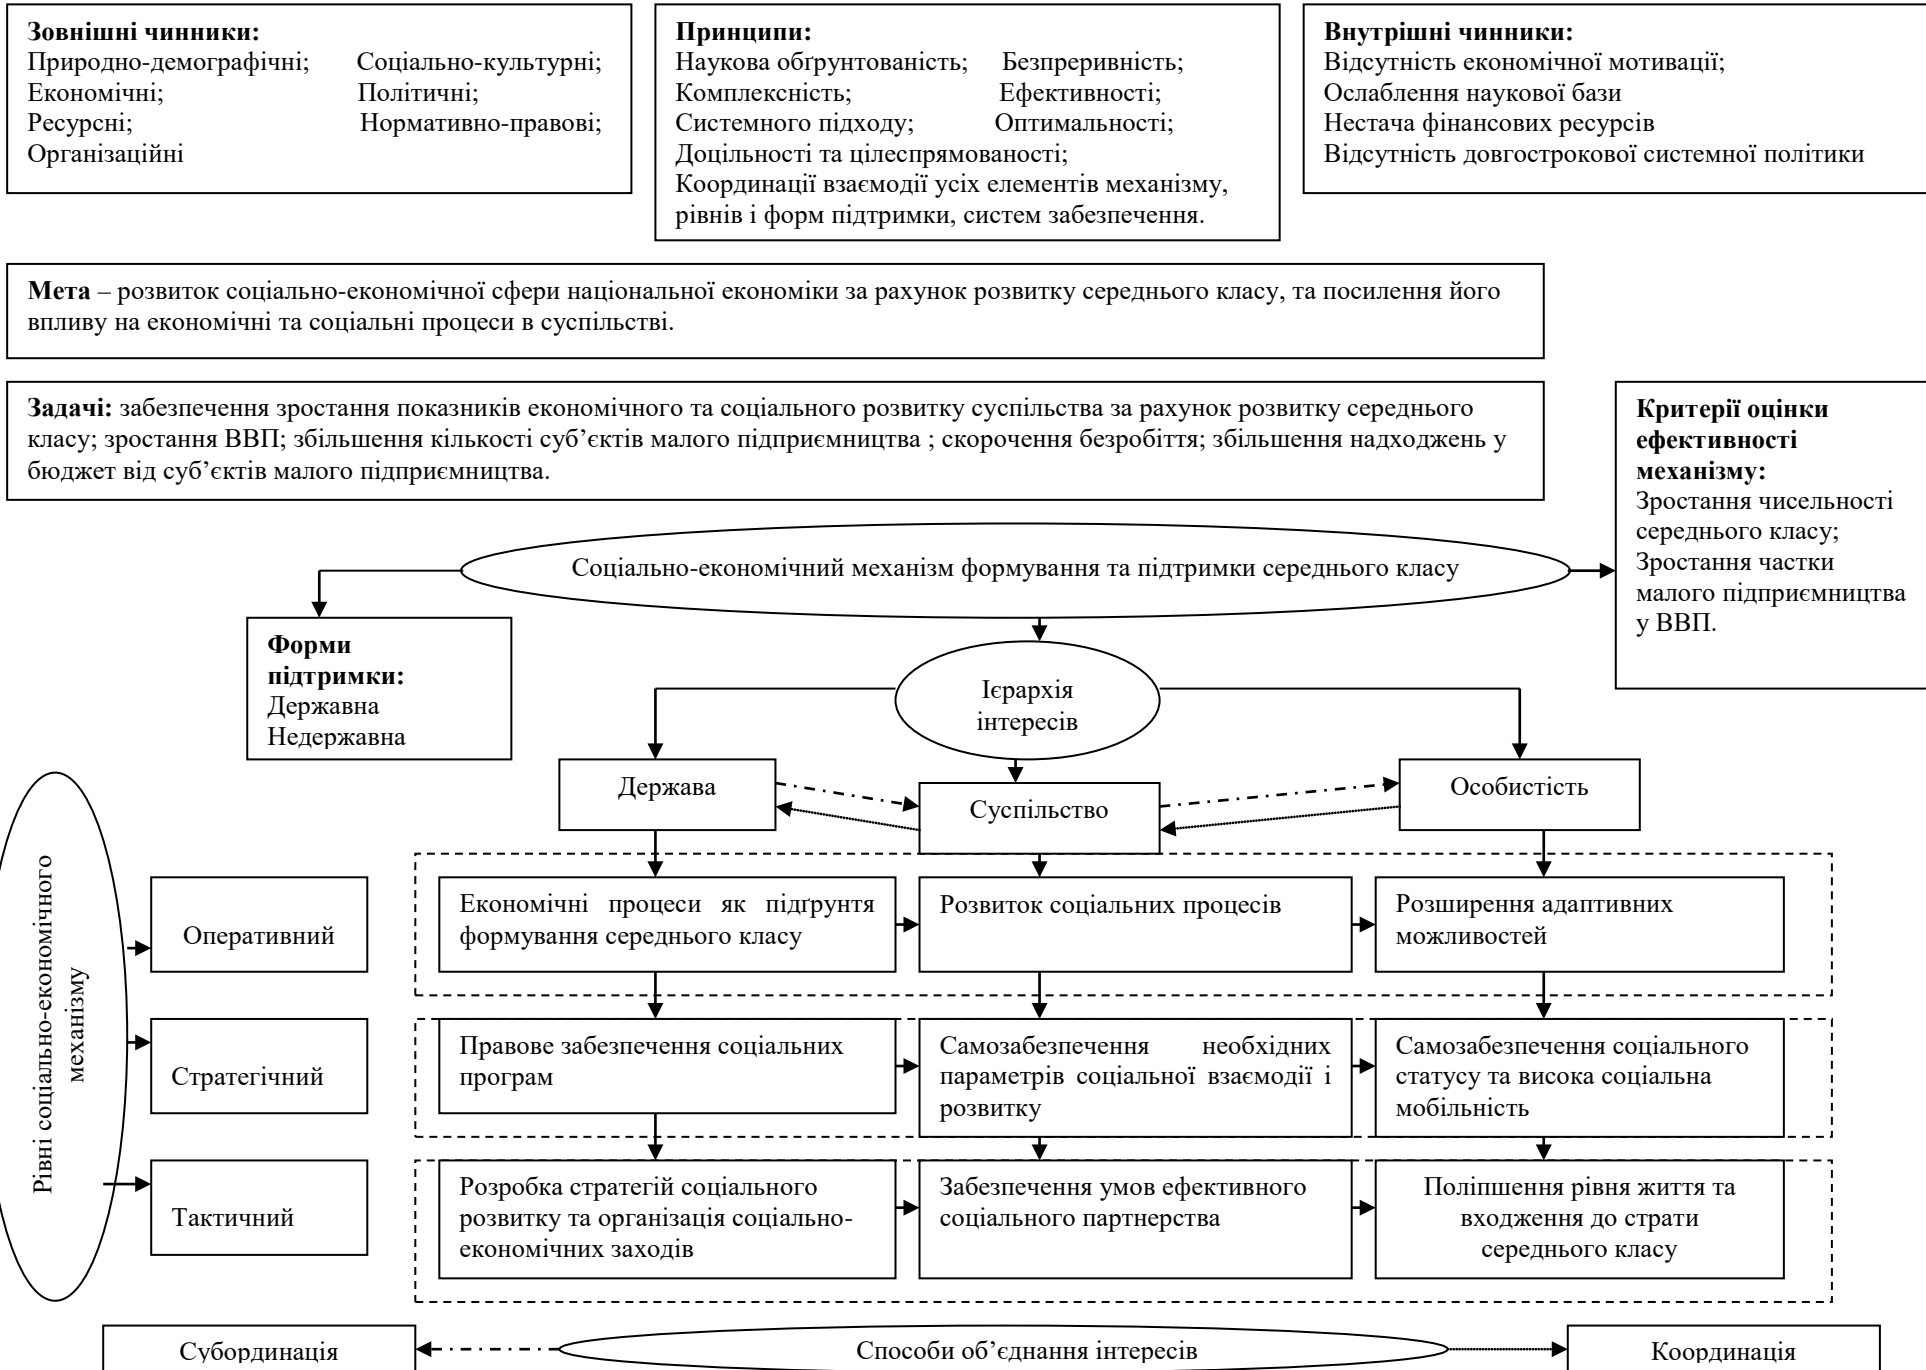 Зовнішні чинники:
Природно-демографічні; Соціально-культурні;
Економічні; Політичні;
Ресурсні; Нормативно-правові;
Організаційні
Принципи:
Наукова обґрунтованість; Безпреривність;
Комплексність; Ефективності;
Системного підходу; Оптимальності;
Доцільності та цілеспрямованості;
Координації взаємодії усіх елементів механізму,
рівнів і форм підтримки, систем забезпечення.
Внутрішні чинники:
Відсутність економічної мотивації;
Ослаблення наукової бази
Нестача фінансових ресурсів
Відсутність довгострокової системної політики
Мета – розвиток соціально-економічної сфери національної економіки за рахунок розвитку середнього класу, та посилення його
впливу на економічні та соціальні процеси в суспільстві.
Задачі: забезпечення зростання показників економічного та соціального розвитку суспільства за рахунок розвитку середнього
класу; зростання ВВП; збільшення кількості суб’єктів малого підприємництва ; скорочення безробіття; збільшення надходжень у
бюджет від суб’єктів малого підприємництва.
Критерії оцінки
ефективності
механізму:
Зростання чисельності
середнього класу;
Зростання частки
малого підприємництва
у ВВП.
Соціально-економічний механізм формування та підтримки середнього класу
Форми
підтримки:
Державна
Недержавна
Ієрархія
інтересів
Держава
Суспільство
Особистість
Рівні соціально-економічного
механізму
Оперативний
Економічні процеси як підґрунтя
формування середнього класу
Розвиток соціальних процесів
Розширення адаптивних
можливостей
Стратегічний
Правове забезпечення соціальних
програм
Самозабезпечення необхідних
параметрів соціальної взаємодії і
розвитку
Самозабезпечення соціального
статусу та висока соціальна
мобільність
Тактичний
Розробка стратегій соціального
розвитку та організація соціально-
економічних заходів
Забезпечення умов ефективного
соціального партнерства
Поліпшення рівня життя та
входження до страти
середнього класу
Субординація
Способи об’єднання інтересів
Координація